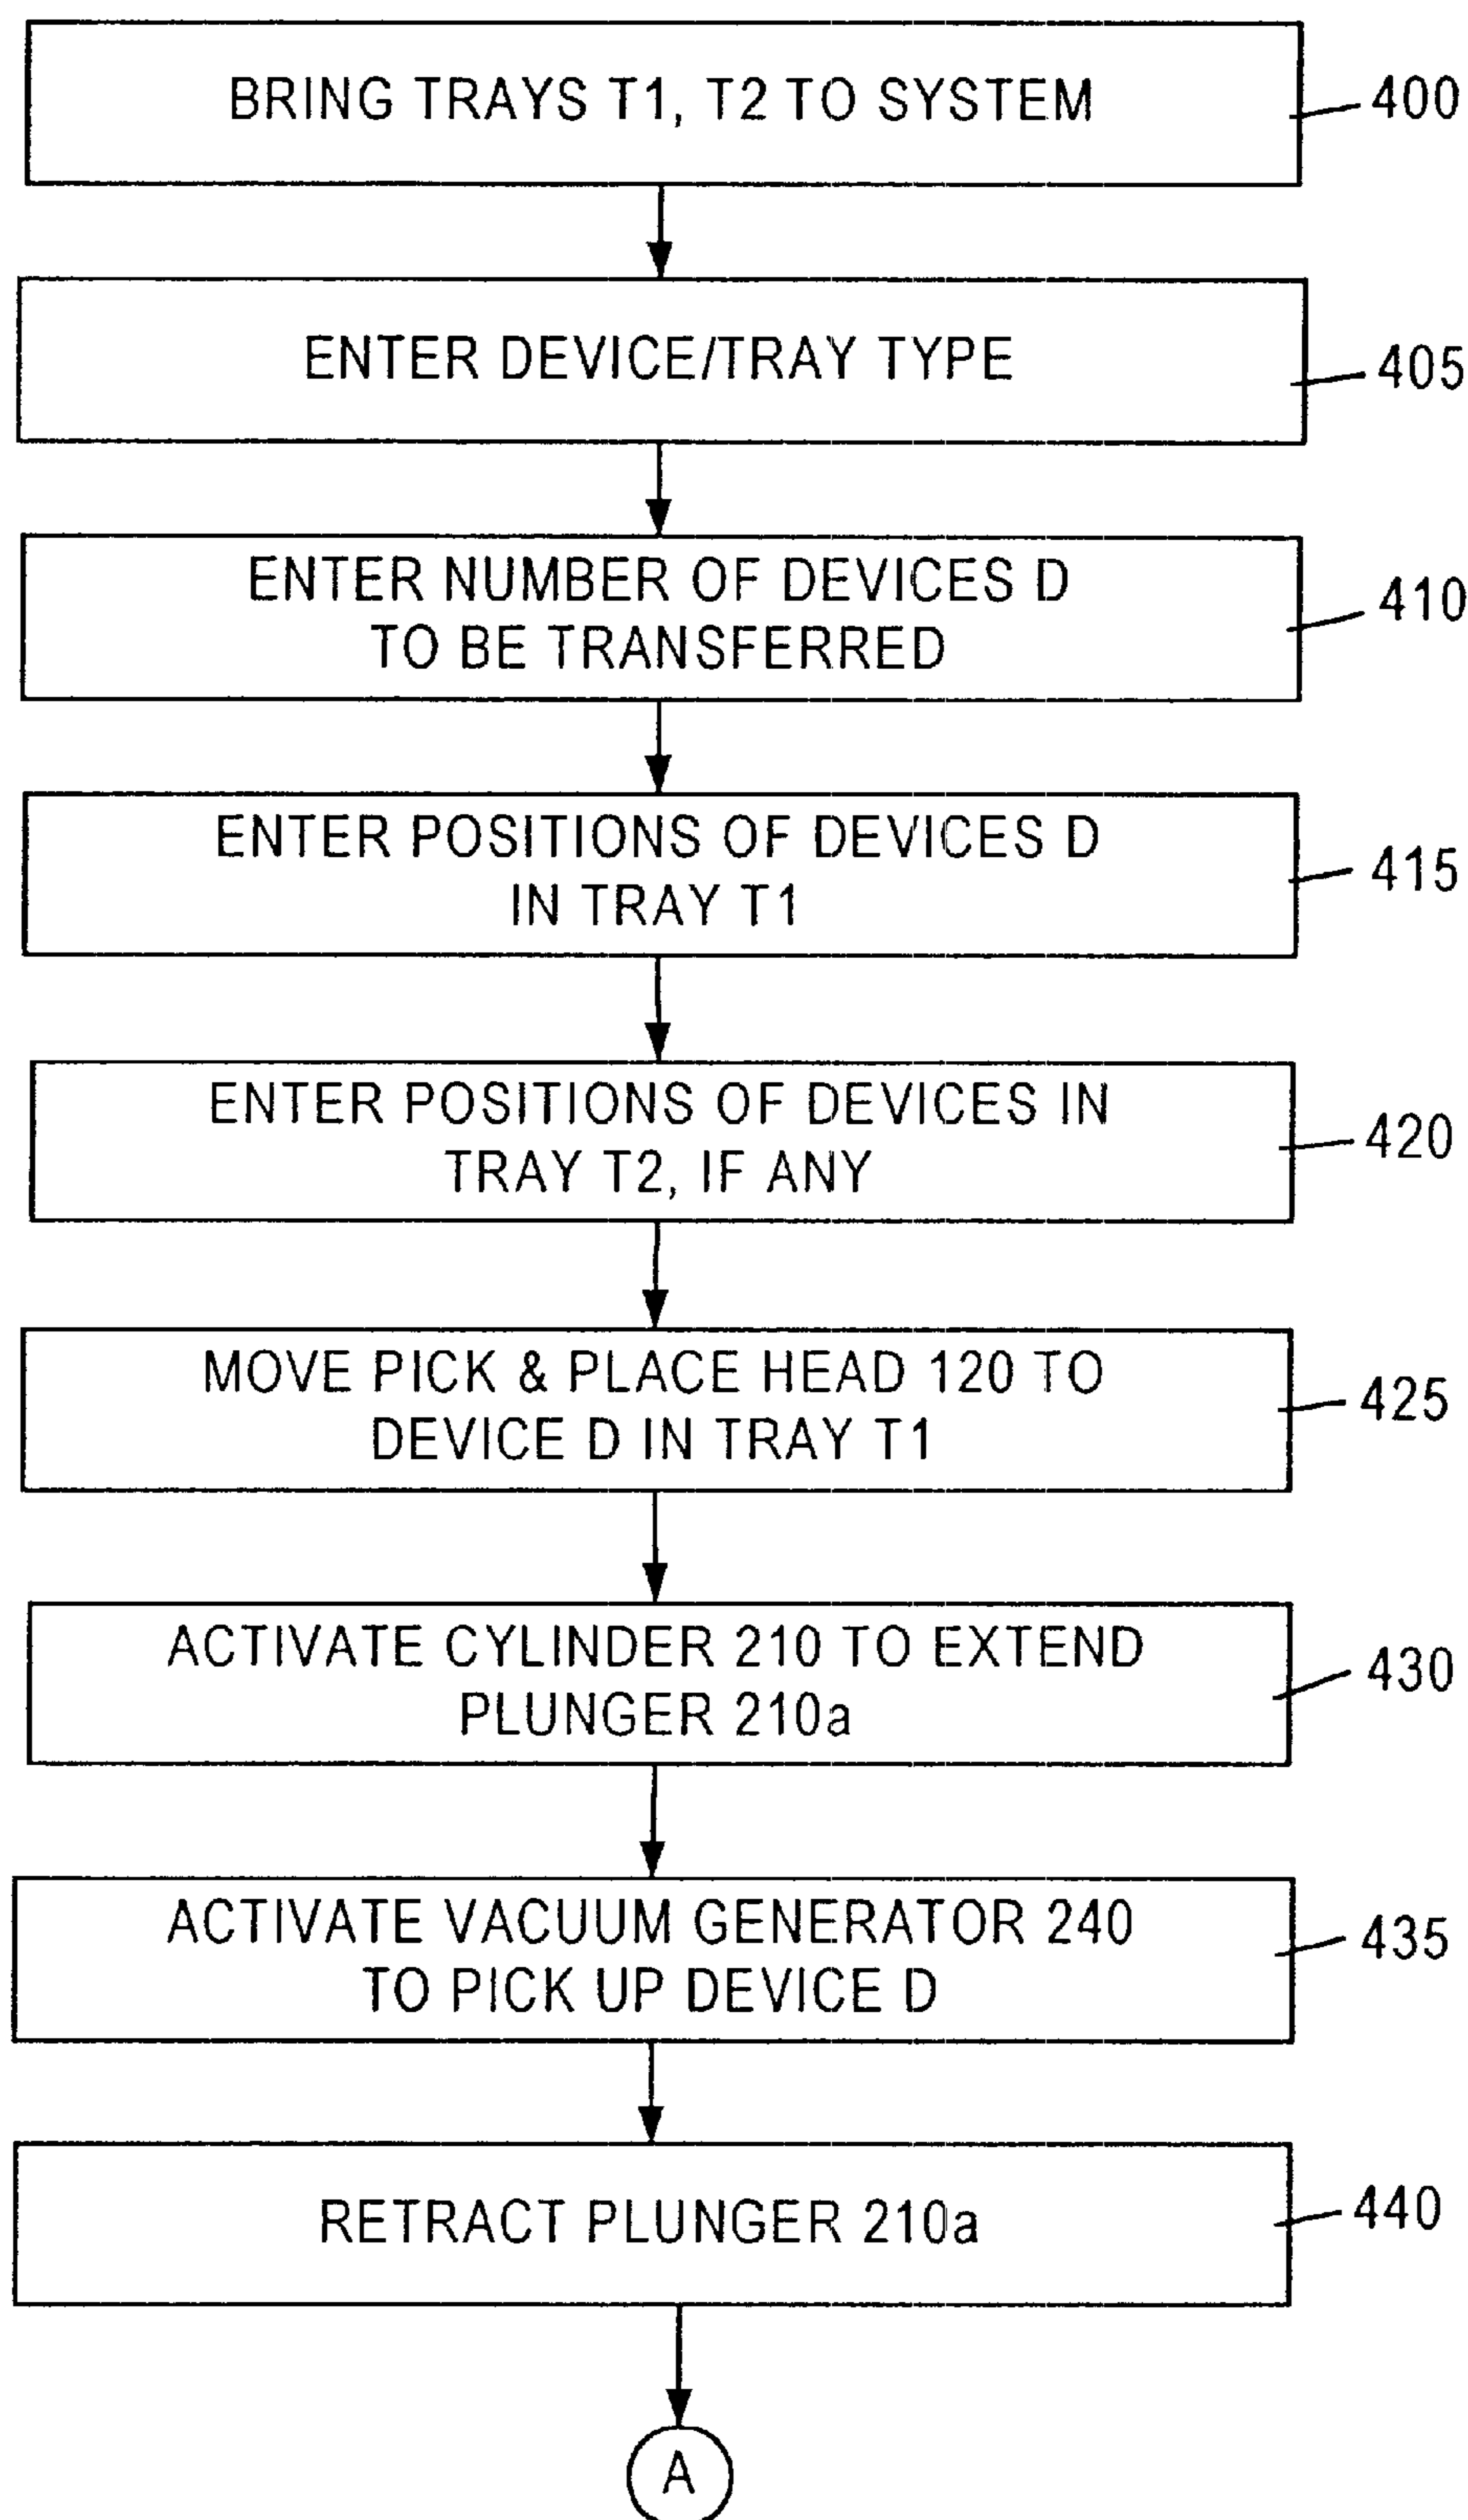 BRING TRAYS T1, T2 TO SYSTEM
400
ENTER DEVICE/TRAY TYPE
405
ENTER NUMBER OF DEVICES D
TO BE TRANSFERRED
410
ENTER POSITIONS OF DEVICES D
IN TRAY T1
415
ENTER POSITIONS OF DEVICES IN
TRAY T2, IF ANY
420
MOVE PICK & PLACE HEAD 120 TO
DEVICE D IN TRAY T1
425
ACTIVATE CYLINDER 210 TO EXTEND
PLUNGER 210a
430
ACTIVATE VACUUM GENERATOR 240
TO PICK UP DEVICE D
435
RETRACT PLUNGER 210a
440
A